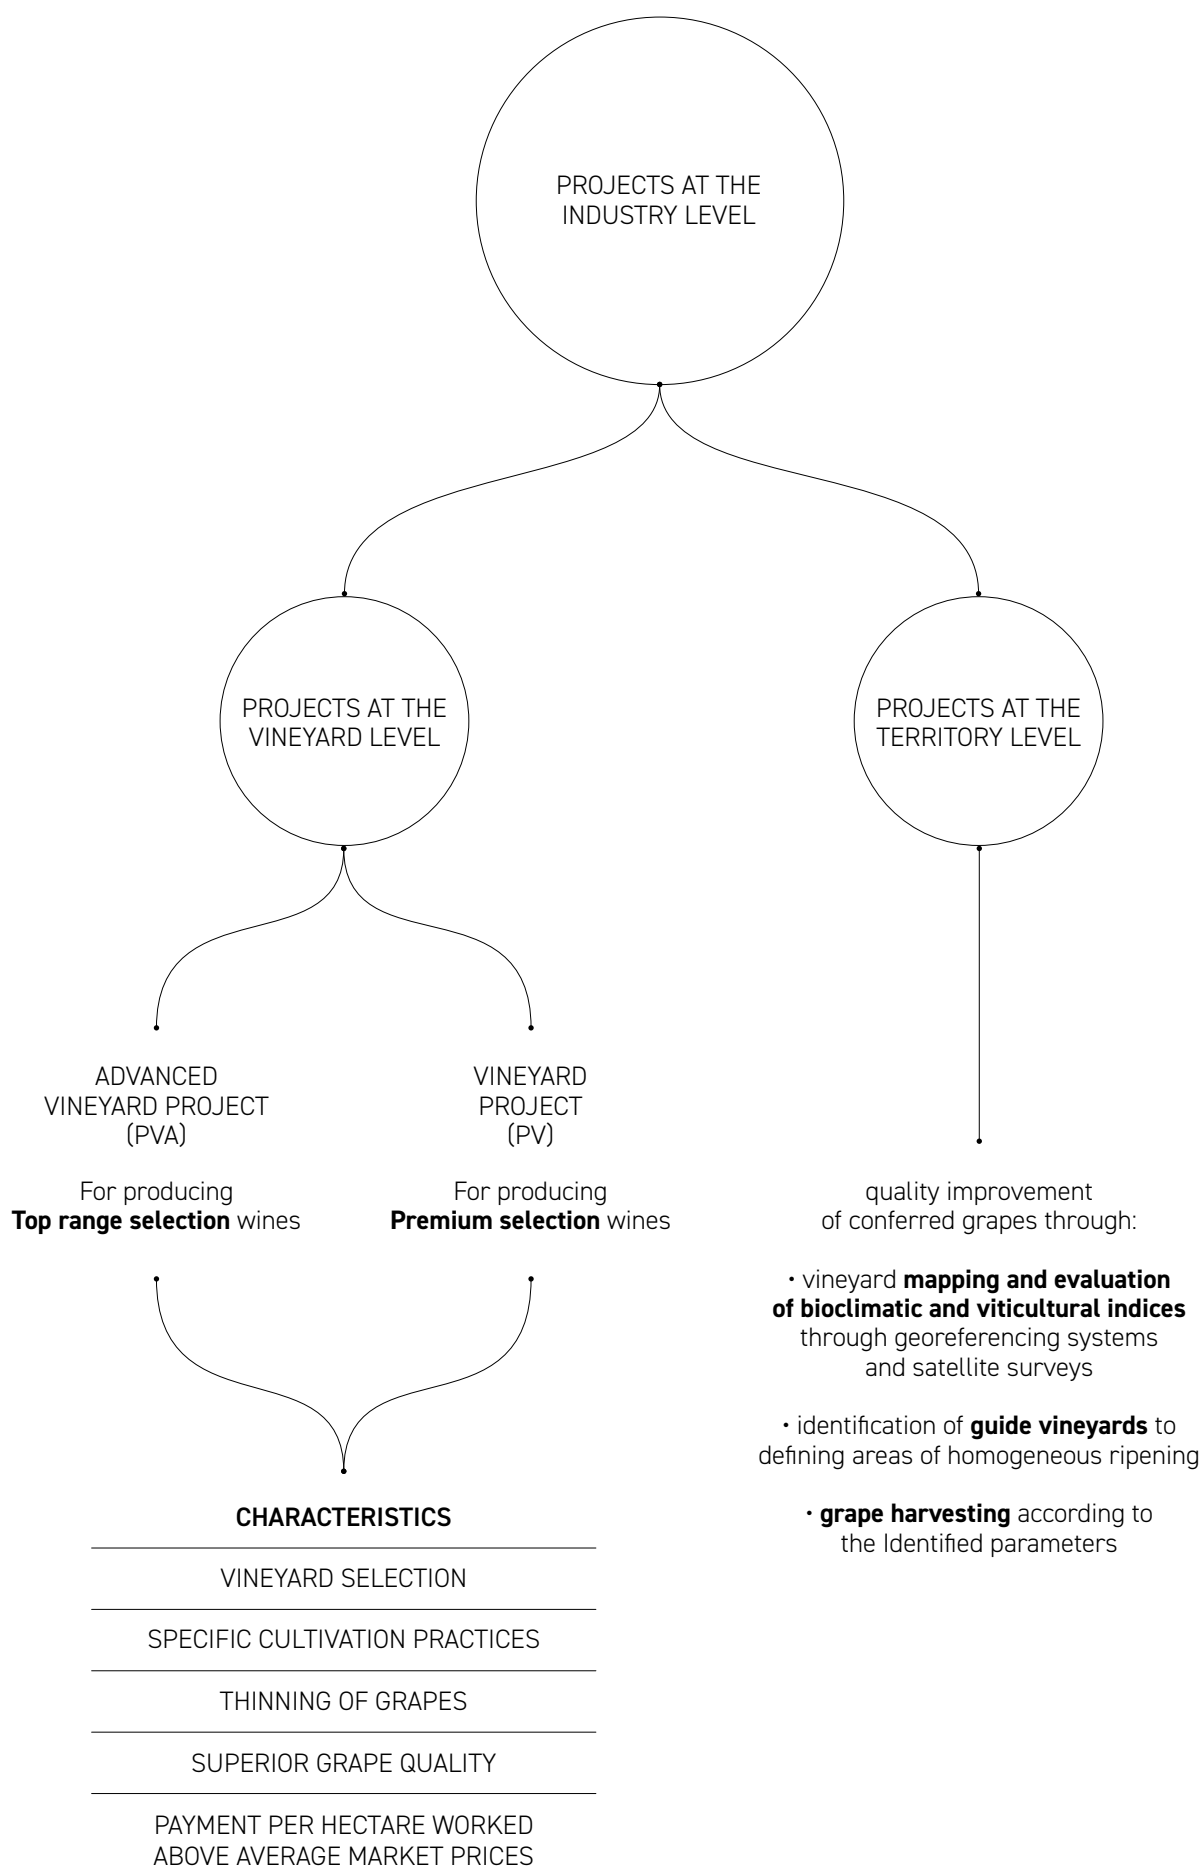 PROJECTS AT THE
INDUSTRY LEVEL
PROJECTS AT THE
VINEYARD LEVEL
PROJECTS AT THE
TERRITORY LEVEL
ADVANCED
VINEYARD PROJECT
(PVA)
For producing
Top range selection wines
VINEYARD
PROJECT
(PV)
For producing
Premium selection wines
CHARACTERISTICS
VINEYARD SELECTION
SPECIFIC CULTIVATION PRACTICES
THINNING OF GRAPES
SUPERIOR GRAPE QUALITY
PAYMENT PER HECTARE WORKED
ABOVE AVERAGE MARKET PRICES
quality improvement
of conferred grapes through:
• vineyard mapping and evaluation
of bioclimatic and viticultural indices
through georeferencing systems
and satellite surveys
• identification of guide vineyards to
defining areas of homogeneous ripening
• grape harvesting according to
the Identified parameters